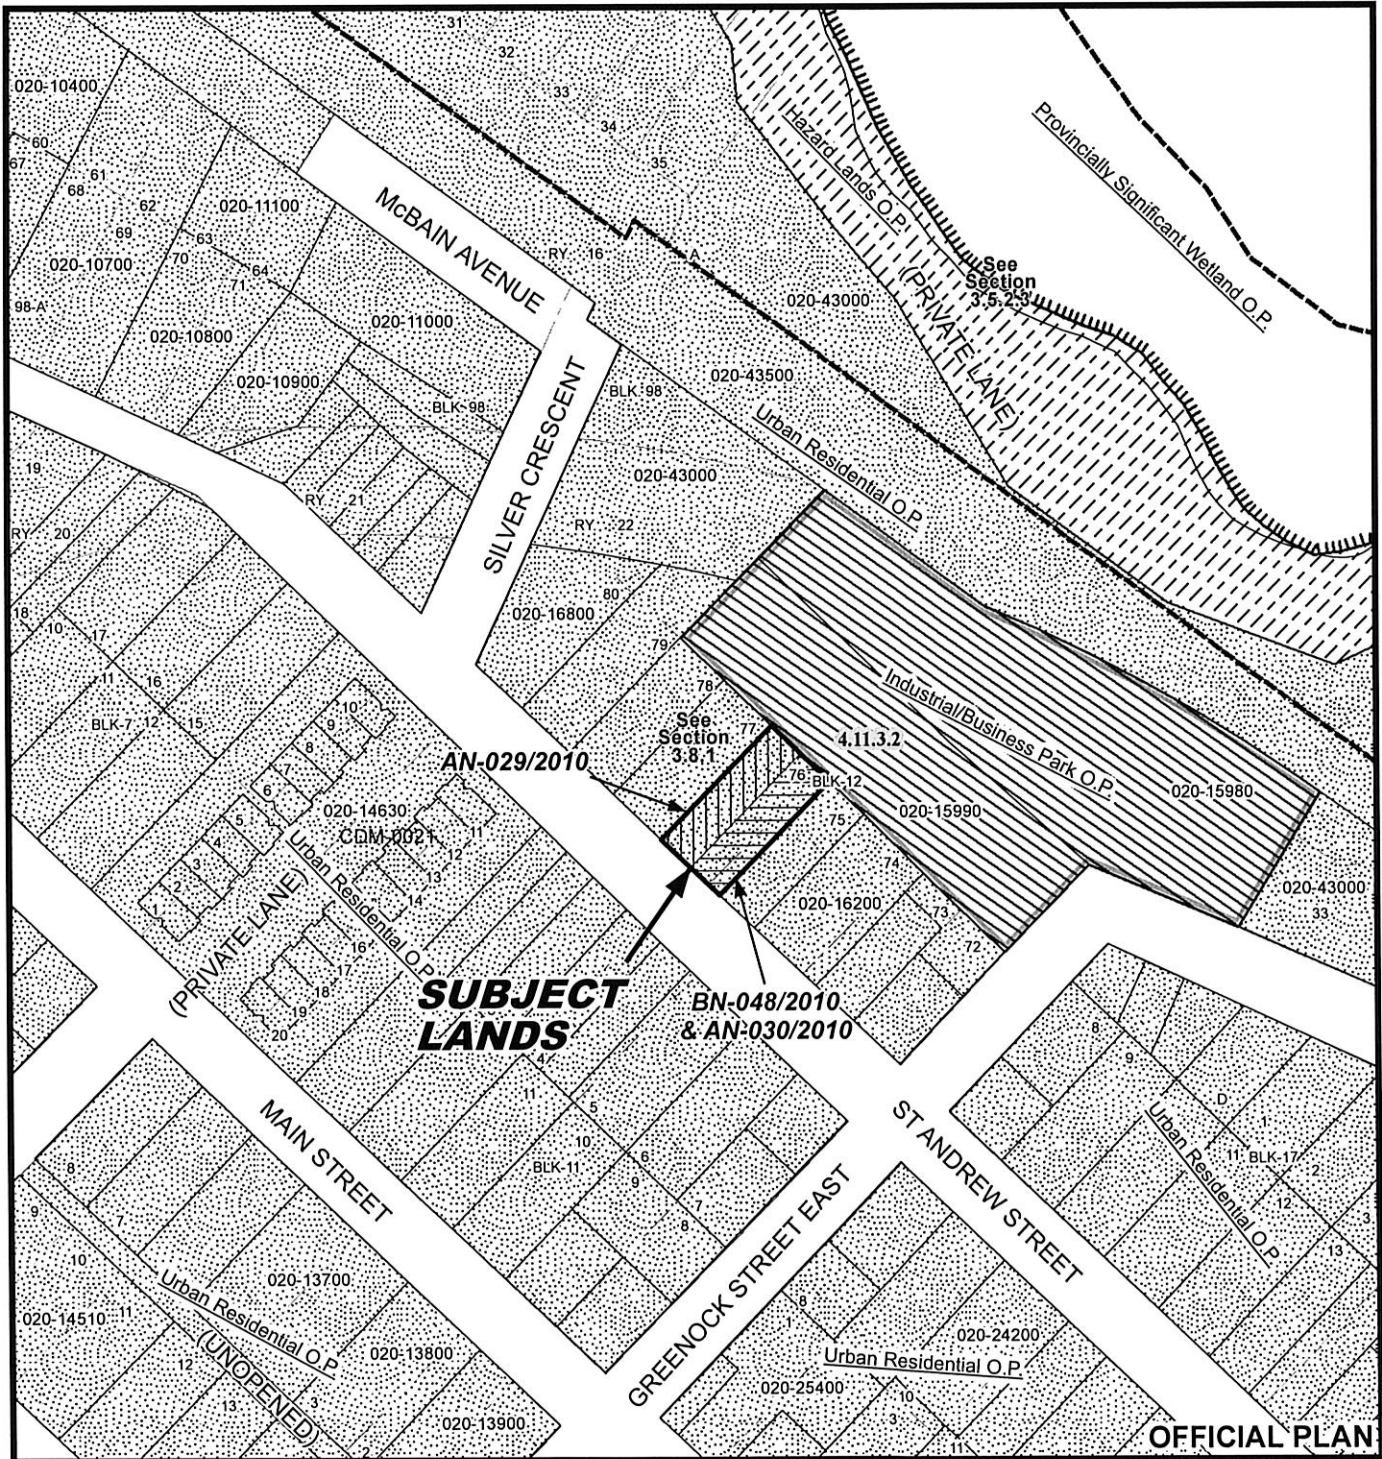 31
32
33
34
35
020-10400
60
67
61
68
62
69
63
70
64
71
020-11100
020-10700
98-A
020-10800
020-11000
020-10900
McBAIN AVENUE
RY 16
A
020-43000
Hazard Lands O.P.
(PRIVATE LANE)
See
Section
3.5.2.3
Provincially Significant Wetland O.P.
BLK-98
BLK-98
SILVER CRESCENT
020-43500
Urban Residential O.P
020-43000
RY 21
RY 22
19
RY 20
18
10
17
11
16
BLK-7
12
15
020-16800
80
79
78
77
See
Section
3.8.1
AN-029/2010
76
BLK-12
75
74
73
72
4.11.3.2
Industrial/Business Park O.P.
020-15990
020-15980
020-43000
33
020-16200
10
9
8
7
6
5
4
3
2
1
020-14630
CDM-0021
11
12
13
14
Urban Residential O.P
(PRIVATE LANE)
16
17
18
19
20
SUBJECT
LANDS
BN-048/2010
& AN-030/2010
4
11
5
10
6
BLK-11
9
7
8
MAIN STREET
ST ANDREW STREET
GREENOCK STREET EAST
8
9
D
1
11
BLK-17
2
12
3
13
Urban Residential O.P
8
9
7
10
020-14510
11
12
13
3
2
Urban Residential O.P
(UNOPENED)
020-13700
020-13800
020-13900
8
1
020-24200
Urban Residential O.P
020-25400
10
3
11
OFFICIAL PLAN